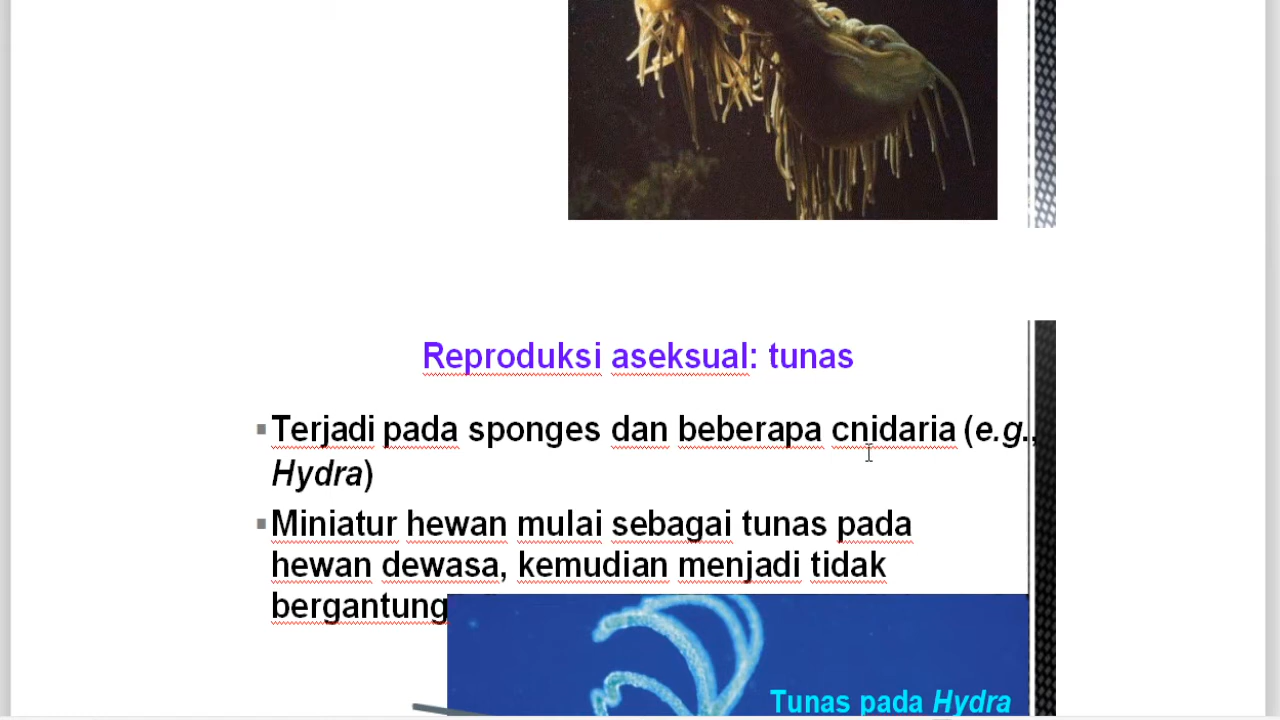 Reproduksi aseksual: tunas
Terjadi pada sponges dan beberapa cnidaria (e.g.,
Hydra)
Miniatur hewan mulai sebagai tunas pada
hewan dewasa, kemudian menjadi tidak
bergantung
Tunas pada Hydra